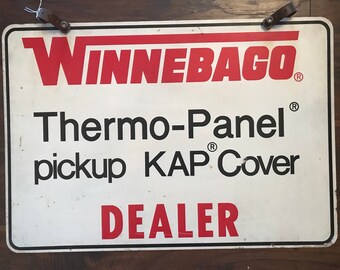 WINNEBAGO®
Thermo-Panel®
pickup KAP® Cover
DEALER